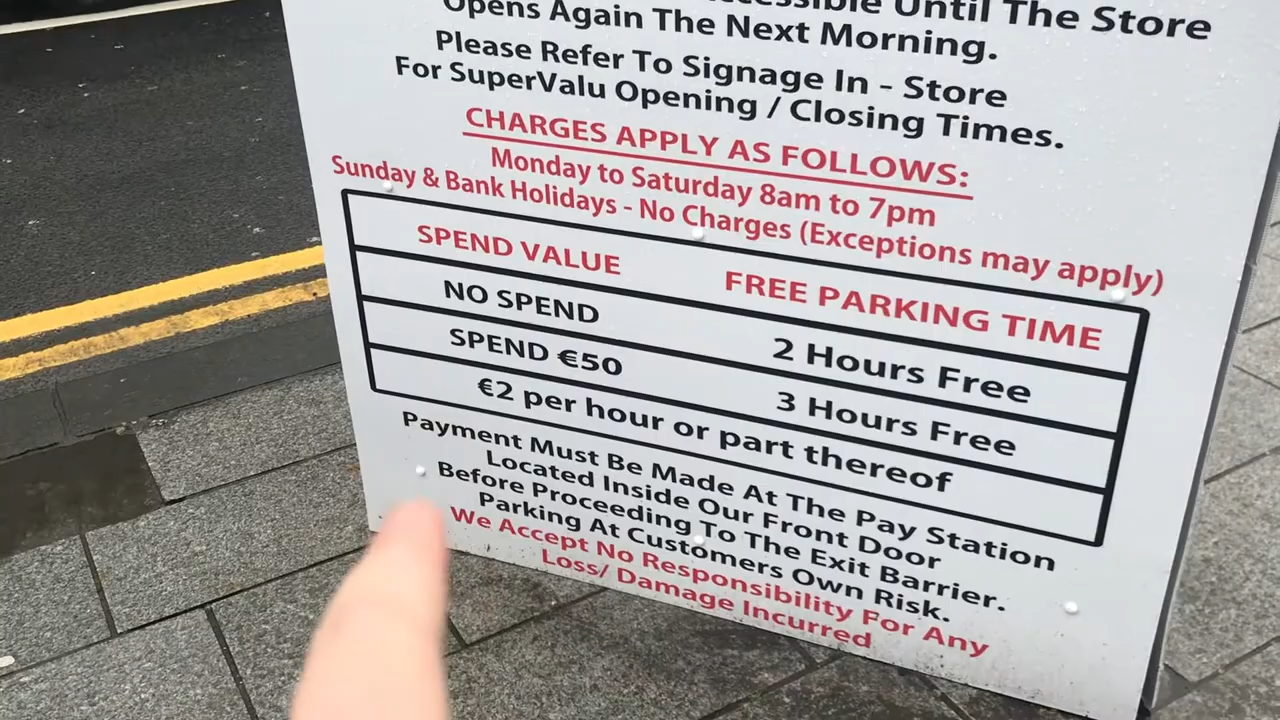 Until The Store
Opens Again The Next Morning.
Please Refer To Signage In - Store
For SuperValu Opening / Closing Times.
CHARGES APPLY AS FOLLOWS:
Monday to Saturday 8am to 7pm
Sunday & Bank Holidays - No Charges (Exceptions may apply)
SPEND VALUE FREE PARKING TIME
NO SPEND 2 Hours Free
SPEND €50 3 Hours Free
€2 per hour or part thereof
Payment Must Be Made At The Pay Station
Located Inside Our Front Door
Before Proceeding To The Exit Barrier.
Parking At Customers Own Risk.
We Accept No Responsibility For Any
Loss/ Damage Incurred